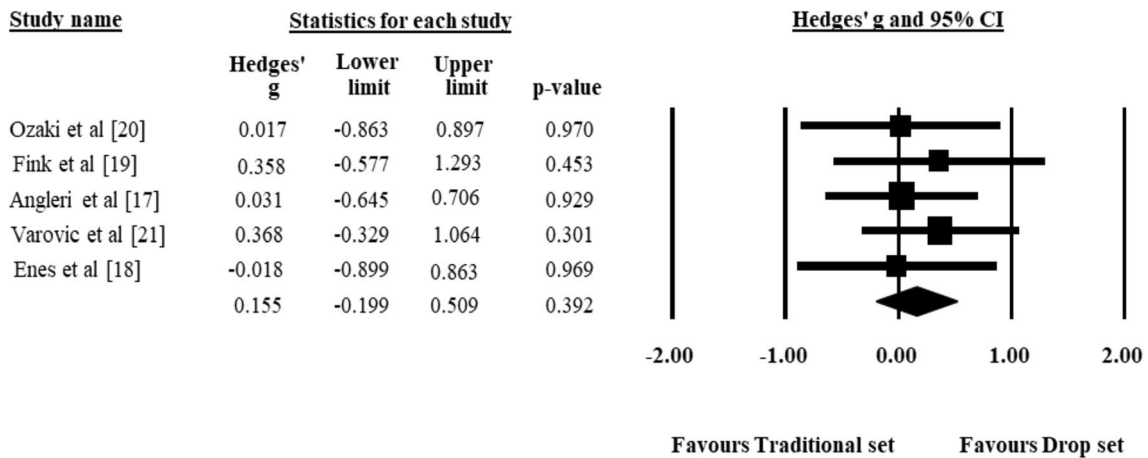 Study name Statistics for each study Hedges' g and 95% CI
Hedges' Lower Upper
g limit limit p-value
Ozaki et al [20] 0.017 -0.863 0.897 0.970
Fink et al [19] 0.358 -0.577 1.293 0.453
Angleri et al [17] 0.031 -0.645 0.706 0.929
Varovic et al [21] 0.368 -0.329 1.064 0.301
Enes et al [18] -0.018 -0.899 0.863 0.969
0.155 -0.199 0.509 0.392
-2.00 -1.00 0.00 1.00 2.00
Favours Traditional set Favours Drop set